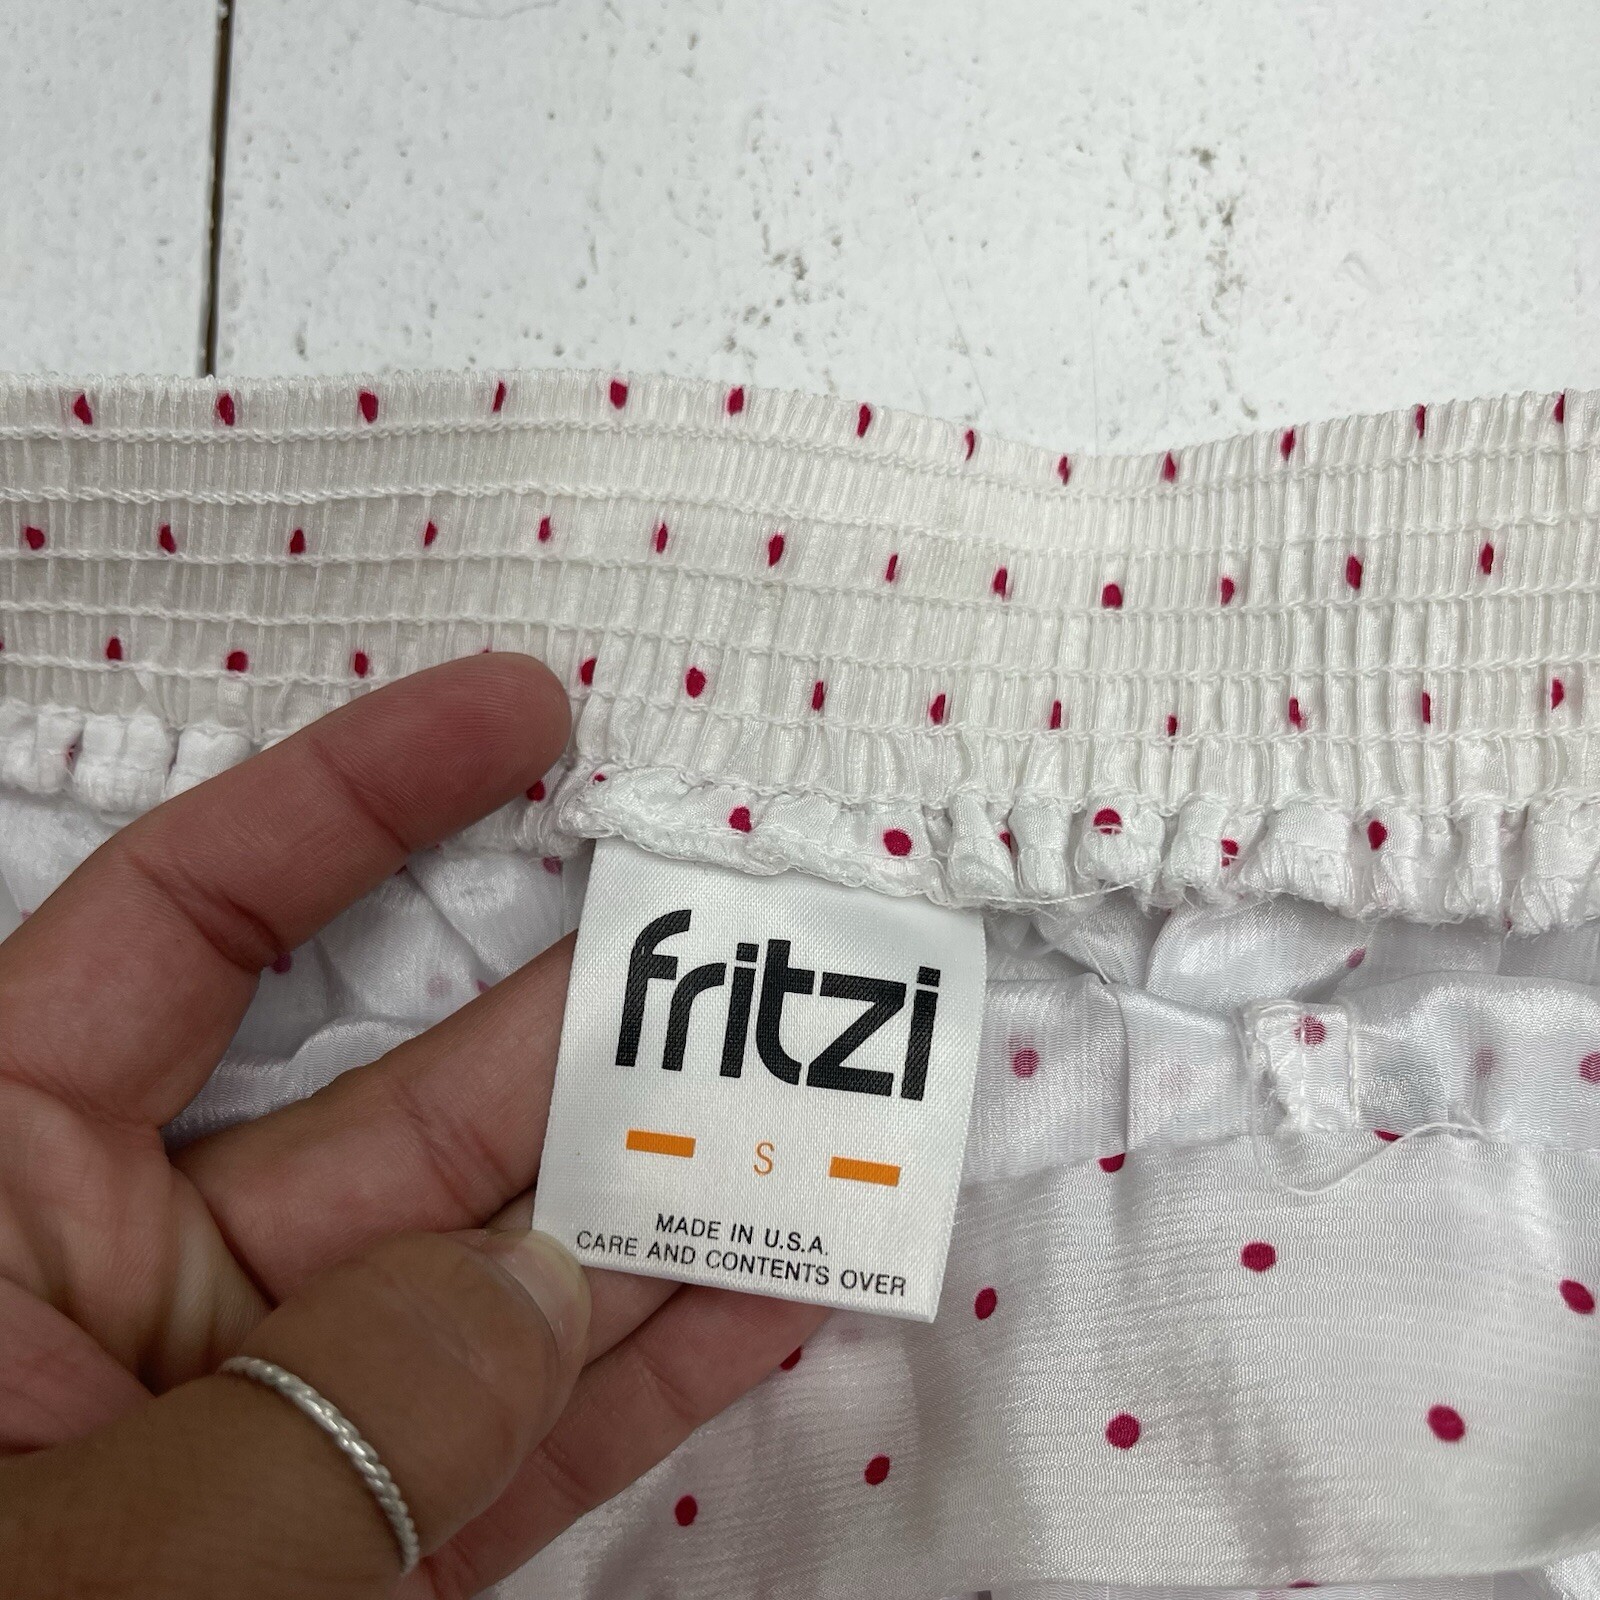 fritzi
S
MADE IN U.S.A.
CARE AND CONTENTS OVER